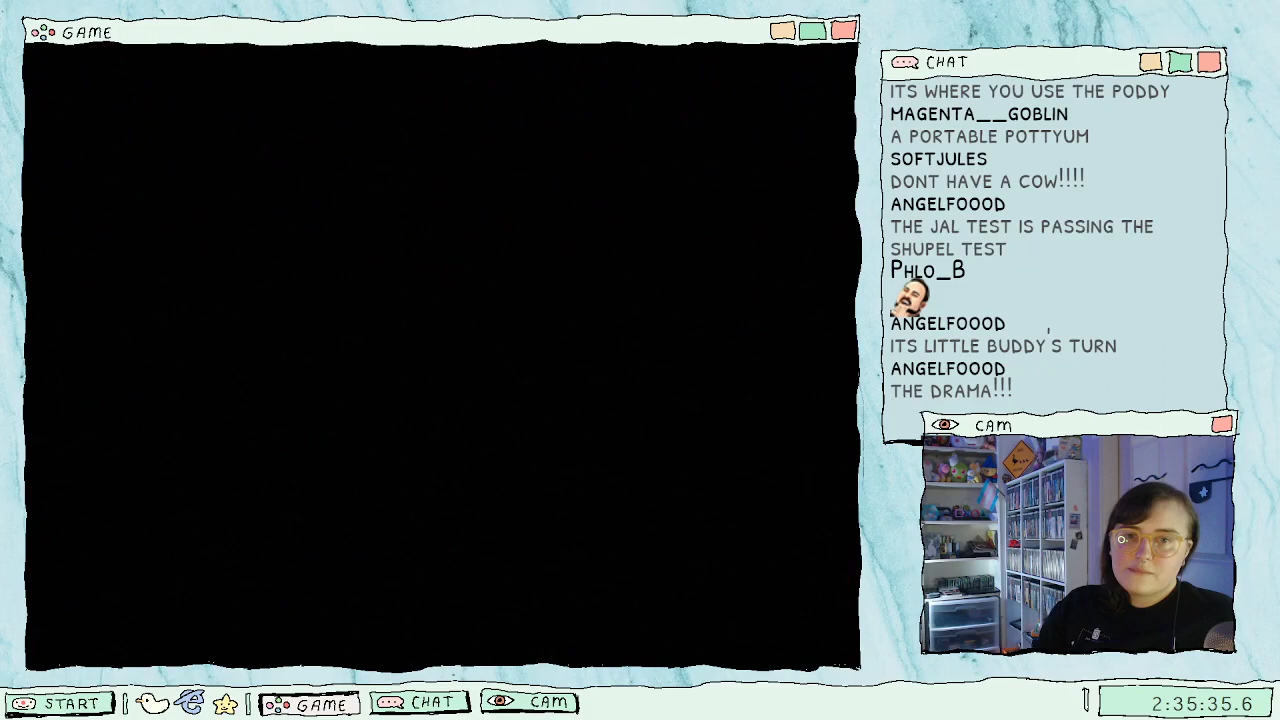 GAME
CHAT
ITS WHERE YOU USE THE PODDY
MAGENTA__GOBLIN
A PORTABLE POTTYUM
SOFTJULES
DONT HAVE A COW!!!!
ANGELFOOOD
THE JAL TEST IS PASSING THE
SHUPEL TEST
PHLO_B
ANGELFOOOD
ITS LITTLE BUDDY'S TURN
ANGELFOOOD
THE DRAMA!!!
CAM
START
GAME
CHAT
CAM
2:35:35.6